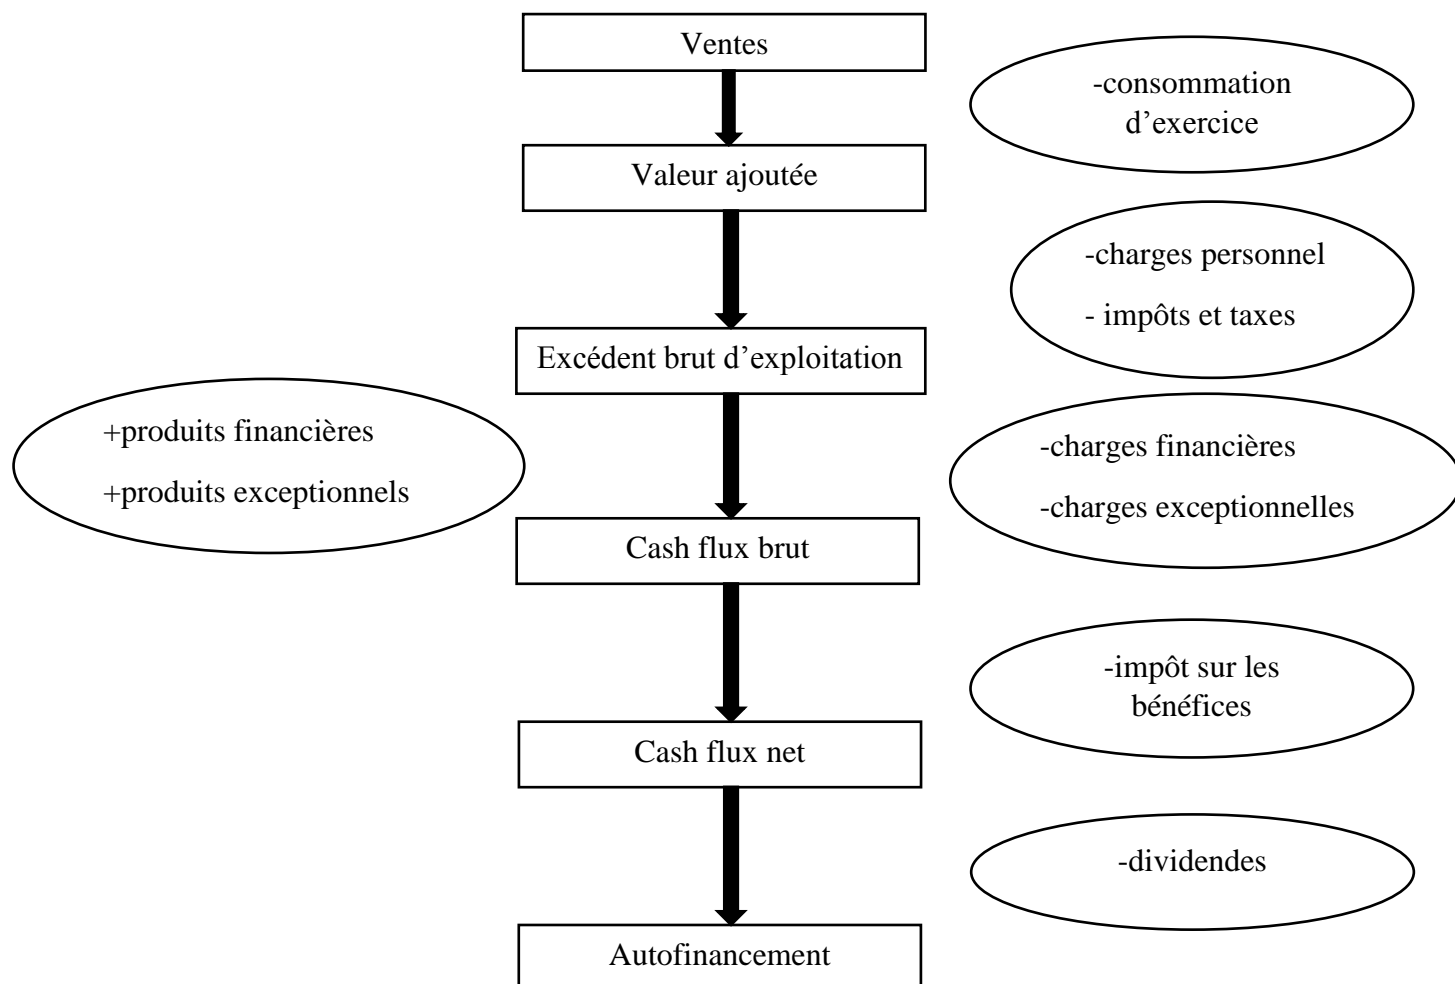 Ventes
-consommation
d’exercice
Valeur ajoutée
-charges personnel
- impôts et taxes
Excédent brut d’exploitation
+produits financières
+produits exceptionnels
-charges financières
-charges exceptionnelles
Cash flux brut
-impôt sur les
bénéfices
Cash flux net
-dividendes
Autofinancement